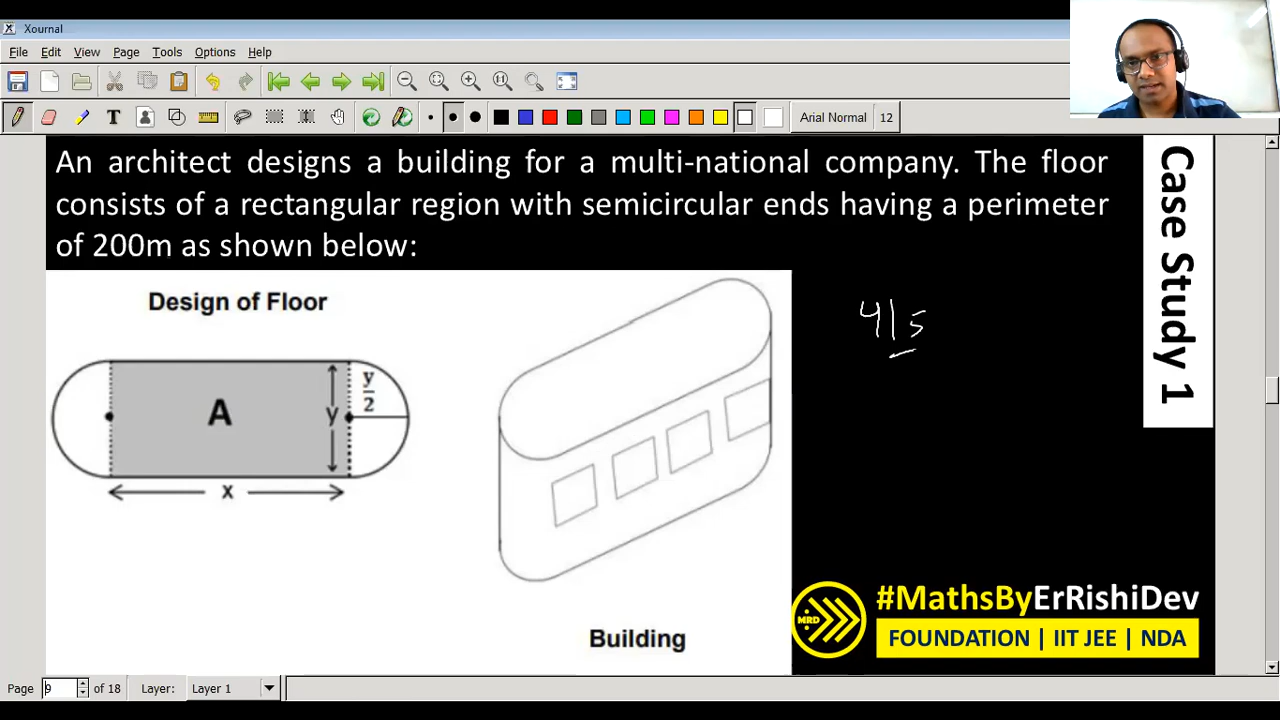 Xournal
File Edit View Page Tools Options Help
Arial Normal 12
An architect designs a building for a multi-national company. The floor
consists of a rectangular region with semicircular ends having a perimeter
of 200m as shown below:
Case Study 1
Design of Floor
4|5
y
2
A
y
x
Building
MRD
#MathsByErRishiDev
FOUNDATION | IIT JEE | NDA
Page 9 of 18 Layer: Layer 1